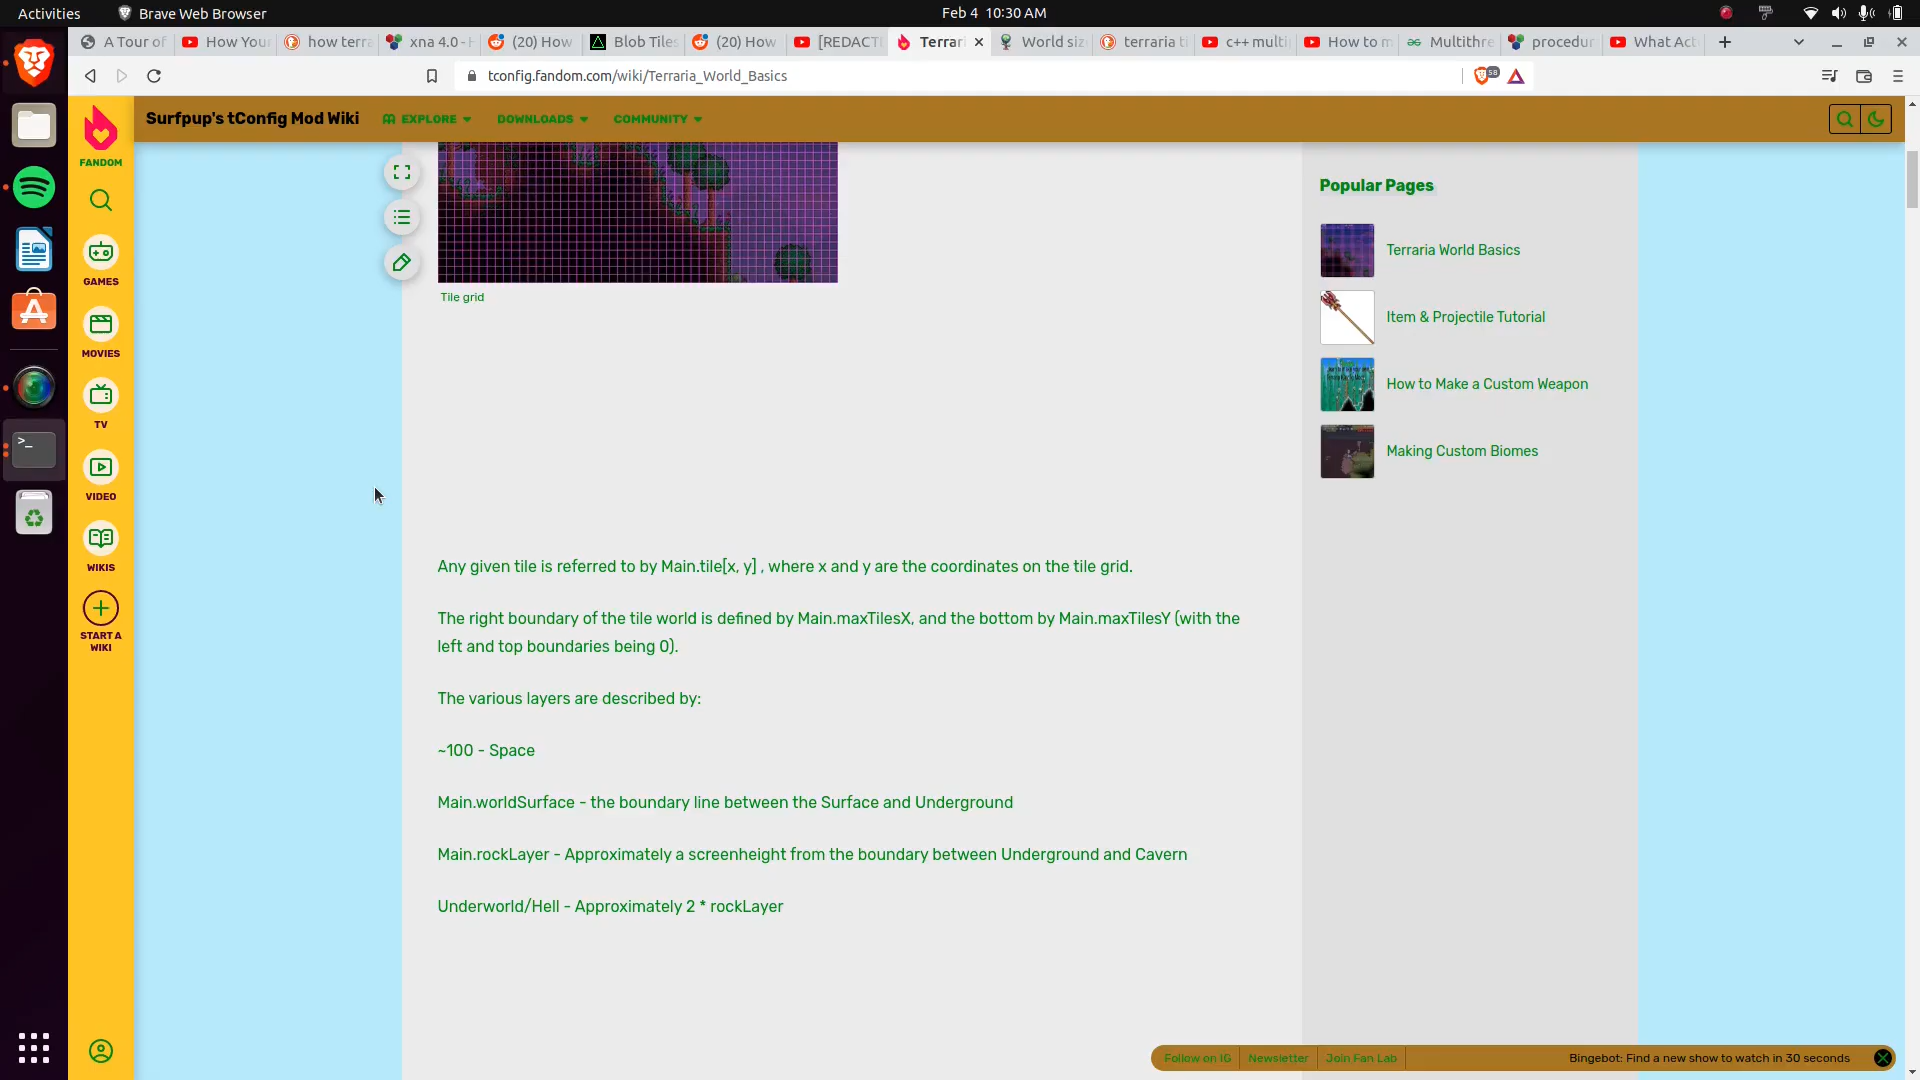 Activities
Brave Web Browser
Feb 4 10:30 AM
A Tour of
How You
how terra
xna 4.0 -
(20) How
Blob Tiles
(20) How
[REDACT
Terrar
World siz
terraria t
c++ multi
How to m
Multithre
procedur
What Act
tconfig.fandom.com/wiki/Terraria_World_Basics
58
Surfpup's tConfig Mod Wiki
EXPLORE
DOWNLOADS
COMMUNITY
FANDOM
GAMES
MOVIES
TV
VIDEO
WIKIS
START A
WIKI
Tile grid
Any given tile is referred to by Main.tile[x, y] , where x and y are the coordinates on the tile grid.
The right boundary of the tile world is defined by Main.maxTilesX, and the bottom by Main.maxTilesY (with the
left and top boundaries being 0).
The various layers are described by:
~100 - Space
Main.worldSurface - the boundary line between the Surface and Underground
Main.rockLayer - Approximately a screenheight from the boundary between Underground and Cavern
Underworld/Hell - Approximately 2 * rockLayer
Popular Pages
Terraria World Basics
Item & Projectile Tutorial
How to Make a Custom Weapon
Making Custom Biomes
Follow on IG
Newsletter
Join Fan Lab
Bingebot: Find a new show to watch in 30 seconds